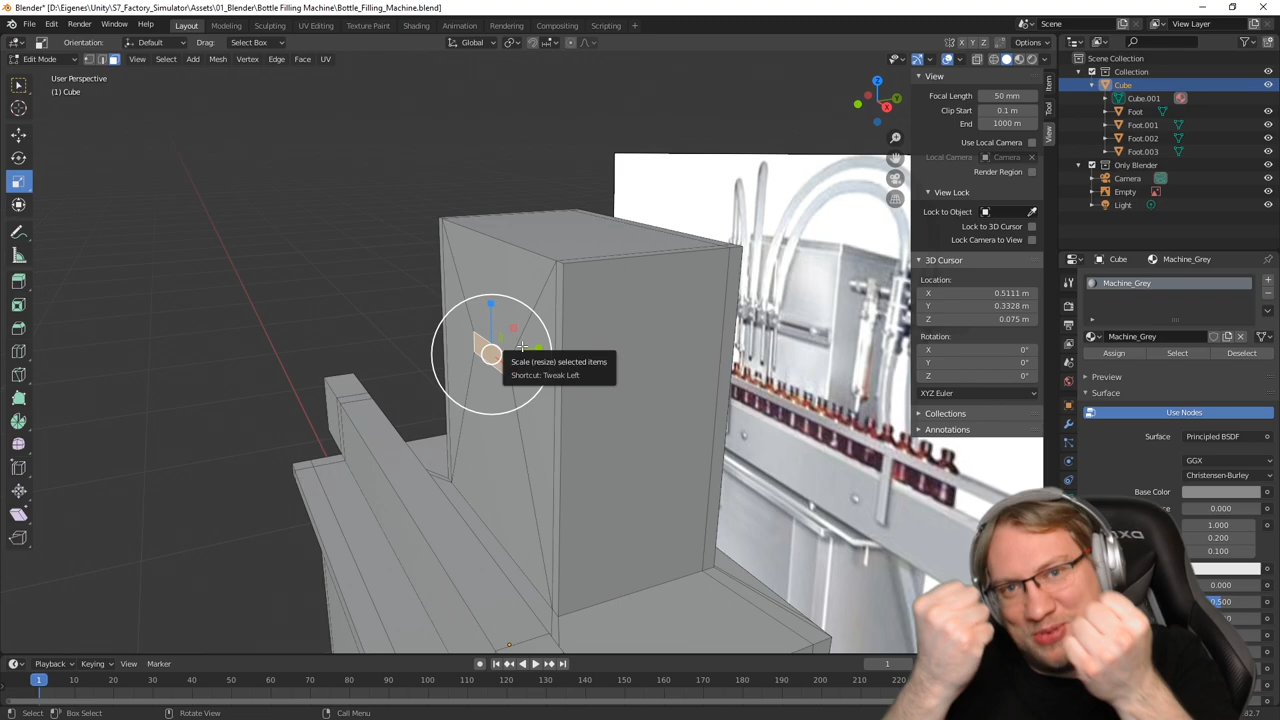 Blender* [D:\Eigenes\Unity\S7_Factory_Simulator\Assets\01_Blender\Bottle Filling Machine\Bottle_Filling_Machine.blend]
File Edit Render Window Help Layout Modeling Sculpting UV Editing Texture Paint Shading Animation Rendering Compositing Scripting + Scene View Layer
Orientation: Default Drag: Select Box Global X Y Z Options
Edit Mode View Select Add Mesh Vertex Edge Face UV
User Perspective
(1) Cube
Z
Y
X
View
Focal Length 50 mm
Clip Start 0.1 m
End 1000 m
Use Local Camera
Local Camera Camera
Render Region
View Lock
Lock to Object
Lock to 3D Cursor
Lock Camera to View
3D Cursor
Location:
X 0.5111 m
Y 0.3328 m
Z 0.075 m
Rotation:
X 0°
Y 0°
Z 0°
XYZ Euler
Collections
Annotations
Item
Tool
View
Scene Collection
Collection
Cube
Cube.001
Foot
Foot.001
Foot.002
Foot.003
Only Blender
Camera
Empty
Light
Cube Machine_Grey
Machine_Grey
Machine_Grey
Assign Select Deselect
Preview
Surface
Use Nodes
Surface Principled BSDF
GGX
Christensen-Burley
Base Color
0.000
1.000
0.200
0.100
0.000
0.500
Scale (resize) selected items
Shortcut: Tweak Left
Playback Keying View Marker 1
1 10 20 30 40 50 60 70 80 90 100 110 120 130 140 150 160 170 180 190 200 210 220
Select Box Select Rotate View Call Menu 82.7